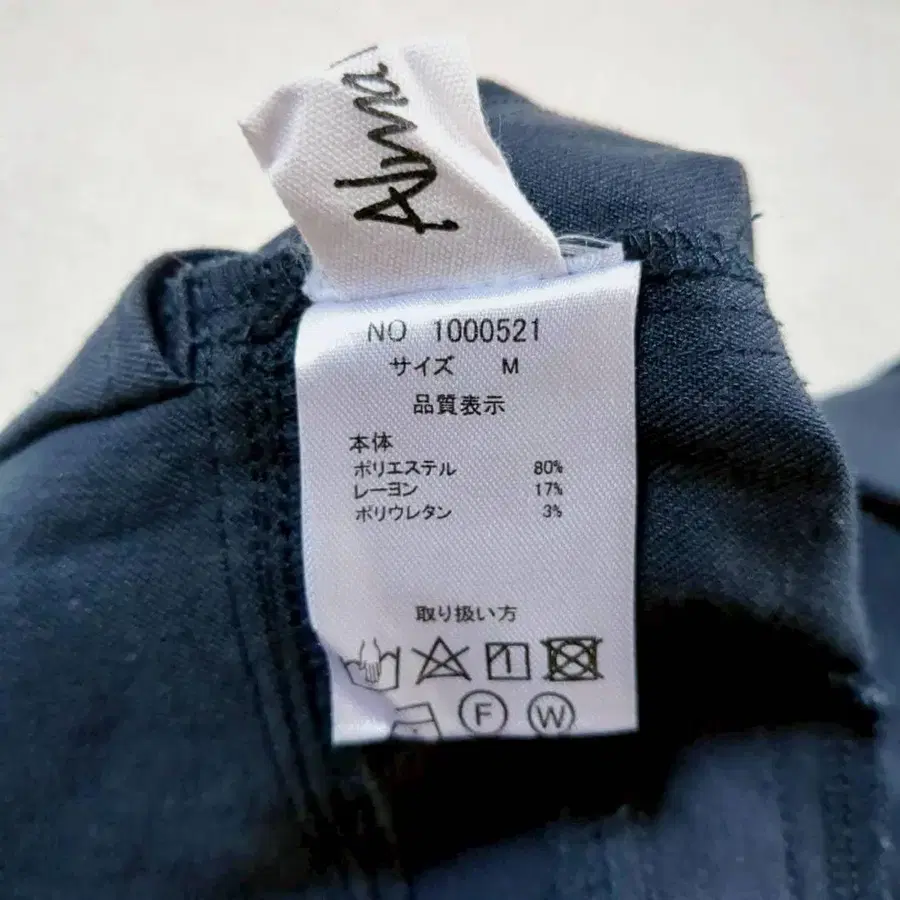 Alma
NO 1000521
サイズ M
品質表示
本体
ポリエステル 80%
レーヨン 17%
ポリウレタン 3%
取り扱い方
F W